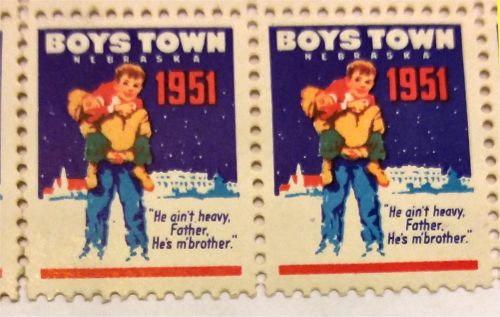 BOYS TOWN
NEBRASKA
1951
"He ain't heavy,
Father,
He's m'brother."
BOYS TOWN
NEBRASKA
1951
"He ain't heavy,
Father,
He's m'brother."